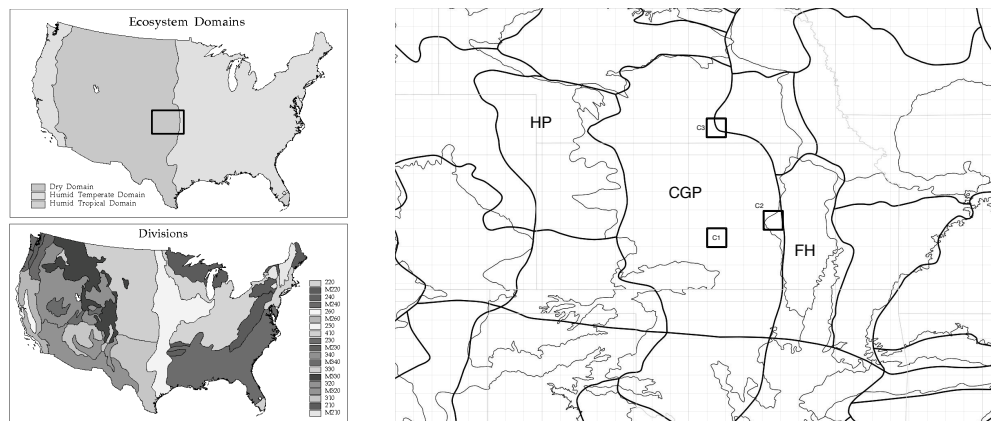 Ecosystem Domains
Dry Domain
Humid Temperate Domain
Humid Tropical Domain
Divisions
220
M220
240
M240
260
M260
230
410
230
M230
340
M340
330
M330
320
M320
310
210
M210
HP
C3
CGP
C2
C1
FH